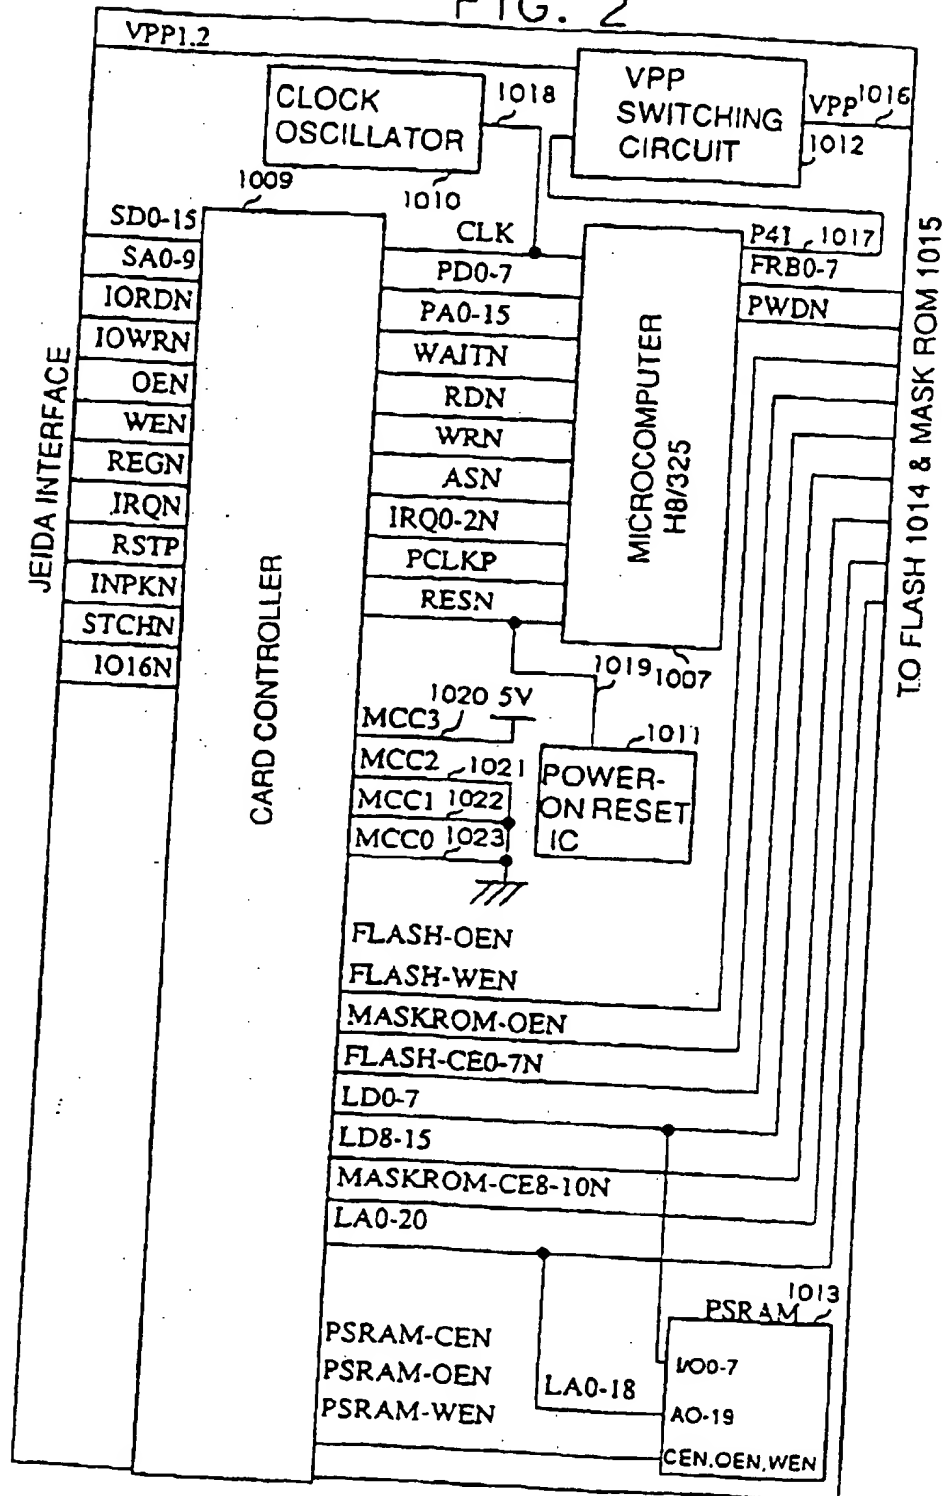 FIG. 2
VPP1.2
CLOCK
OSCILLATOR
1018
1010
VPP
SWITCHING
CIRCUIT
VPP
1016
1012
1009
SD0-15
SA0-9
IORDN
IOWRN
OEN
WEN
REGN
IRQN
RSTP
INPKN
STCHN
IO16N
JEIDA INTERFACE
CARD CONTROLLER
CLK
PD0-7
PA0-15
WAITN
RDN
WRN
ASN
IRQ0-2N
PCLKP
RESN
MICROCOMPUTER
H8/325
P41
1017
FRB0-7
PWDN
TO FLASH 1014 & MASK ROM 1015
1019
1007
MCC3
1020
5V
MCC2
1021
MCC1
1022
MCC0
1023
1011
POWER-
ON RESET
IC
FLASH-OEN
FLASH-WEN
MASKROM-OEN
FLASH-CE0-7N
LD0-7
LD8-15
MASKROM-CE8-10N
LA0-20
PSRAM-CEN
PSRAM-OEN
PSRAM-WEN
LA0-18
1013
PSRAM
I/O0-7
AO-19
CEN.OEN.WEN